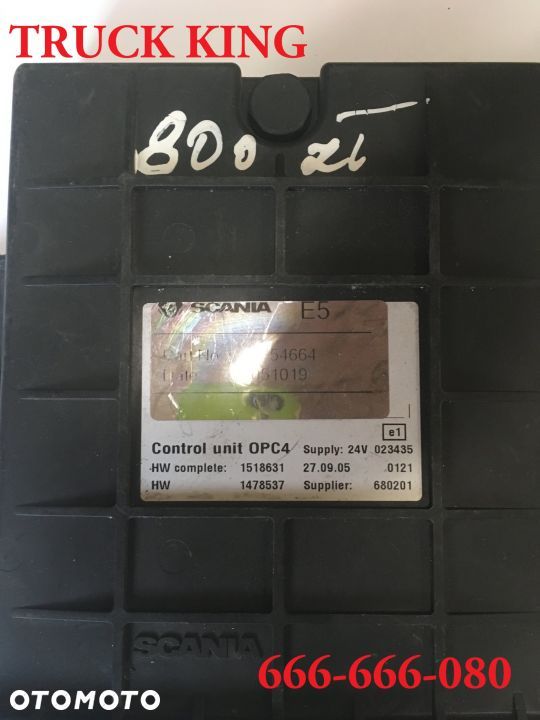 TRUCK KING
800 zł
SCANIA E5
54664
051019
e1
Control unit OPC4 Supply: 24V 023435
HW complete: 1518631 27.09.05 0121
HW 1478537 Supplier: 680201
SCANIA
666-666-080
OTOMOTO